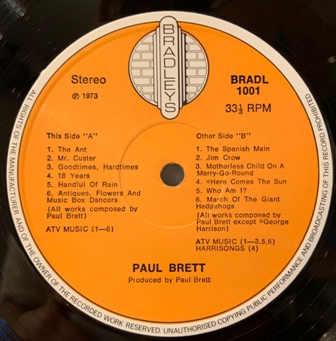 BRADLEYS
Stereo
℗ 1973
BRADL
1001
33⅓ RPM
This Side "A"
1. The Ant
2. Mr. Custer
3. Goodtimes, Hardtimes
4. 18 Years
5. Handful Of Rain
6. Antiques, Flowers And
Music Box Dancers
(All works composed by
Paul Brett)
ATV MUSIC (1—6)
Other Side "B"
1. The Spanish Main
2. Jim Crow
3. Motherless Child On A
Merry-Go-Round
4. °Here Comes The Sun
5. Who Am I?
6. March Of The Giant
Hedgehogs
(All works composed by
Paul Brett except °George
Harrison)
ATV MUSIC (1—3,5,6)
HARRISONGS (4)
PAUL BRETT
Produced by Paul Brett
ALL RIGHTS OF THE MANUFACTURER AND OF THE OWNER OF THE RECORDED WORK RESERVED. UNAUTHORISED COPYING PUBLIC PERFORMANCE AND BROADCASTING OF THIS RECORD PROHIBITED